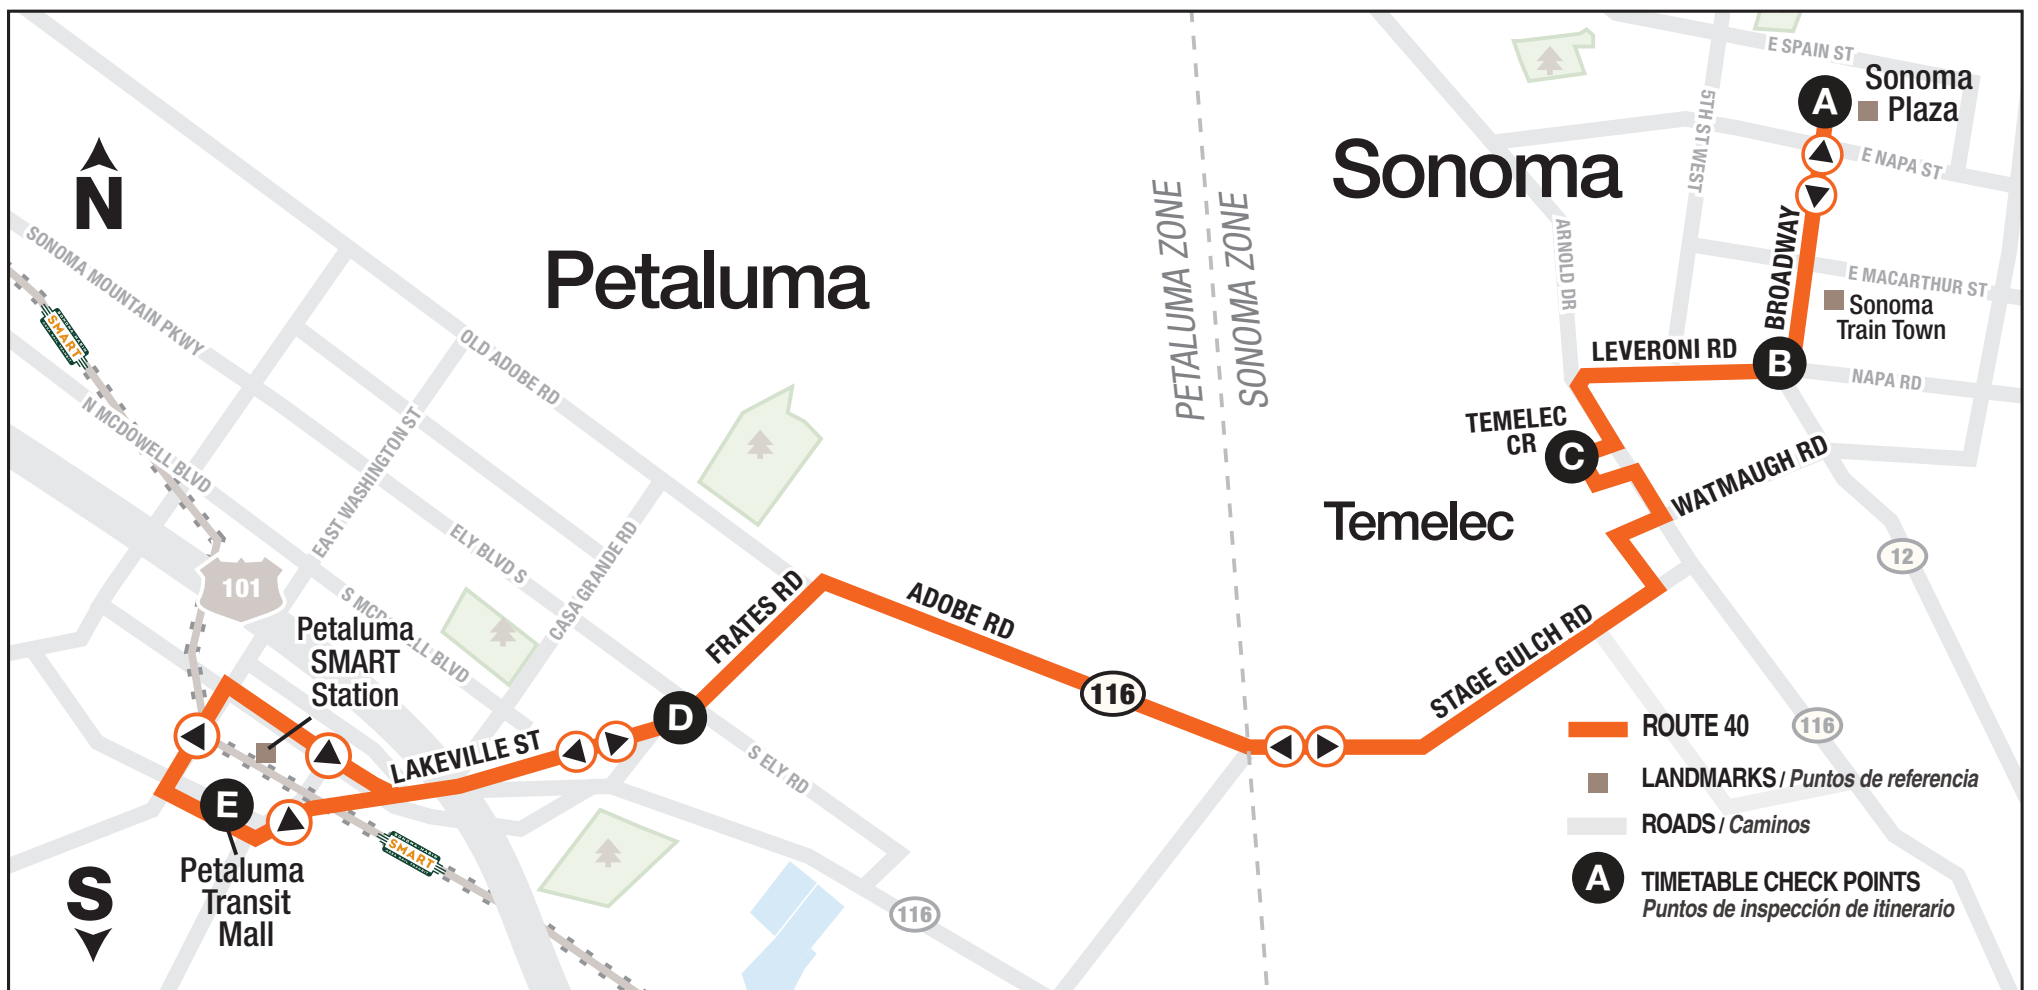 E SPAIN ST
Sonoma
Plaza
A
5TH ST WEST
E NAPA ST
N
Sonoma
PETALUMA ZONE
SONOMA ZONE
ARNOLD DR
BROADWAY
E MACARTHUR ST
Sonoma
Train Town
SONOMA MOUNTAIN PKWY
Petaluma
SMART
OLD ADOBE RD
LEVERONI RD
B
NAPA RD
N MCDOWELL BLVD
EAST WASHINGTON ST
TEMELEC
CR
C
WATMAUGH RD
Temelec
ELY BLVD S
CASA GRANDE RD
12
101
S MCDOWELL BLVD
FRATES RD
ADOBE RD
Petaluma
SMART
Station
116
STAGE GULCH RD
D
LAKEVILLE ST
S ELY RD
116
ROUTE 40
LANDMARKS / Puntos de referencia
ROADS / Caminos
E
SMART
Petaluma
Transit
Mall
S
116
A
TIMETABLE CHECK POINTS
Puntos de inspección de itinerario